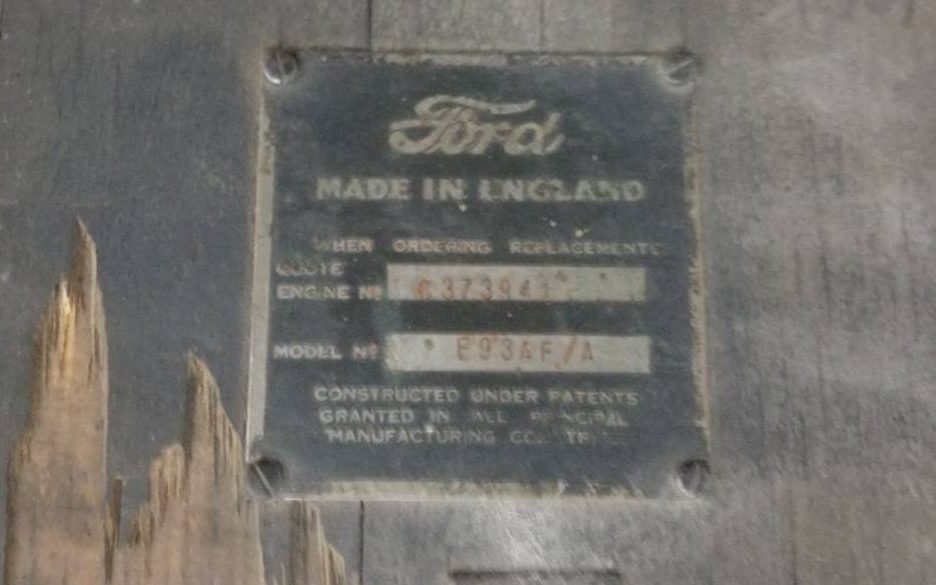 Ford
MADE IN ENGLAND
WHEN ORDERING REPLACEMENTS
QUOTE
ENGINE Nº
MODEL Nº E93AF/A
CONSTRUCTED UNDER PATENTS
GRANTED IN ALL PRINCIPAL
MANUFACTURING